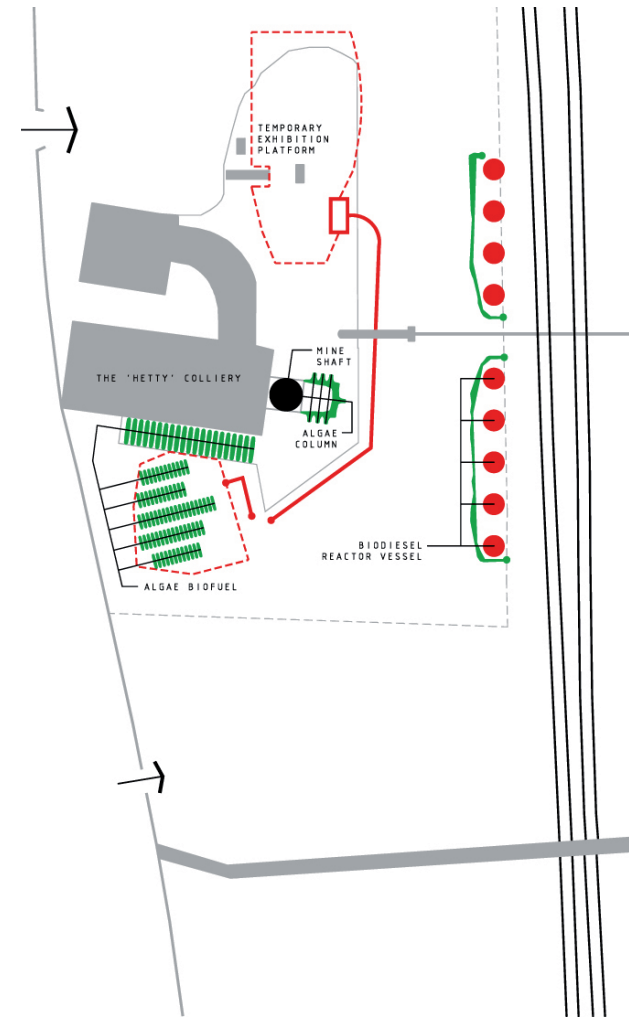 TEMPORARY
EXHIBITION
PLATFORM
MINE
SHAFT
THE 'HETTY' COLLIERY
ALGAE
COLUMN
BIODIESEL
REACTOR VESSEL
ALGAE BIOFUEL